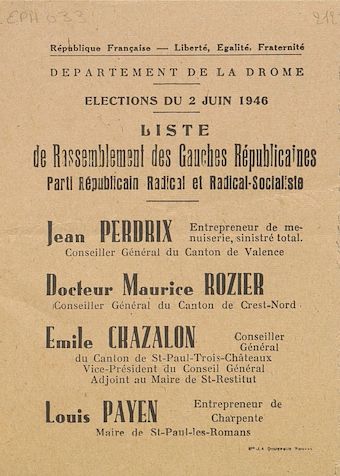 EPH 033
République Française — Liberté, Egalité, Fraternité
DEPARTEMENT DE LA DROME
ELECTIONS DU 2 JUIN 1946
LISTE
de Rassemblement des Gauches Républicaines
Parti Républicain Radical et Radical-Socialiste
Jean PERDRIX Entrepreneur de me-
nuiserie, sinistré total.
Conseiller Général du Canton de Valence
Docteur Maurice ROZIER
Conseiller Général du Canton de Crest-Nord
Emile CHAZALON Conseiller
Général
du Canton de St-Paul-Trois-Châteaux
Vice-Président du Conseil Général
Adjoint au Maire de St-Restitut
Louis PAYEN Entrepreneur de
Charpente
Maire de St-Paul-les-Romans